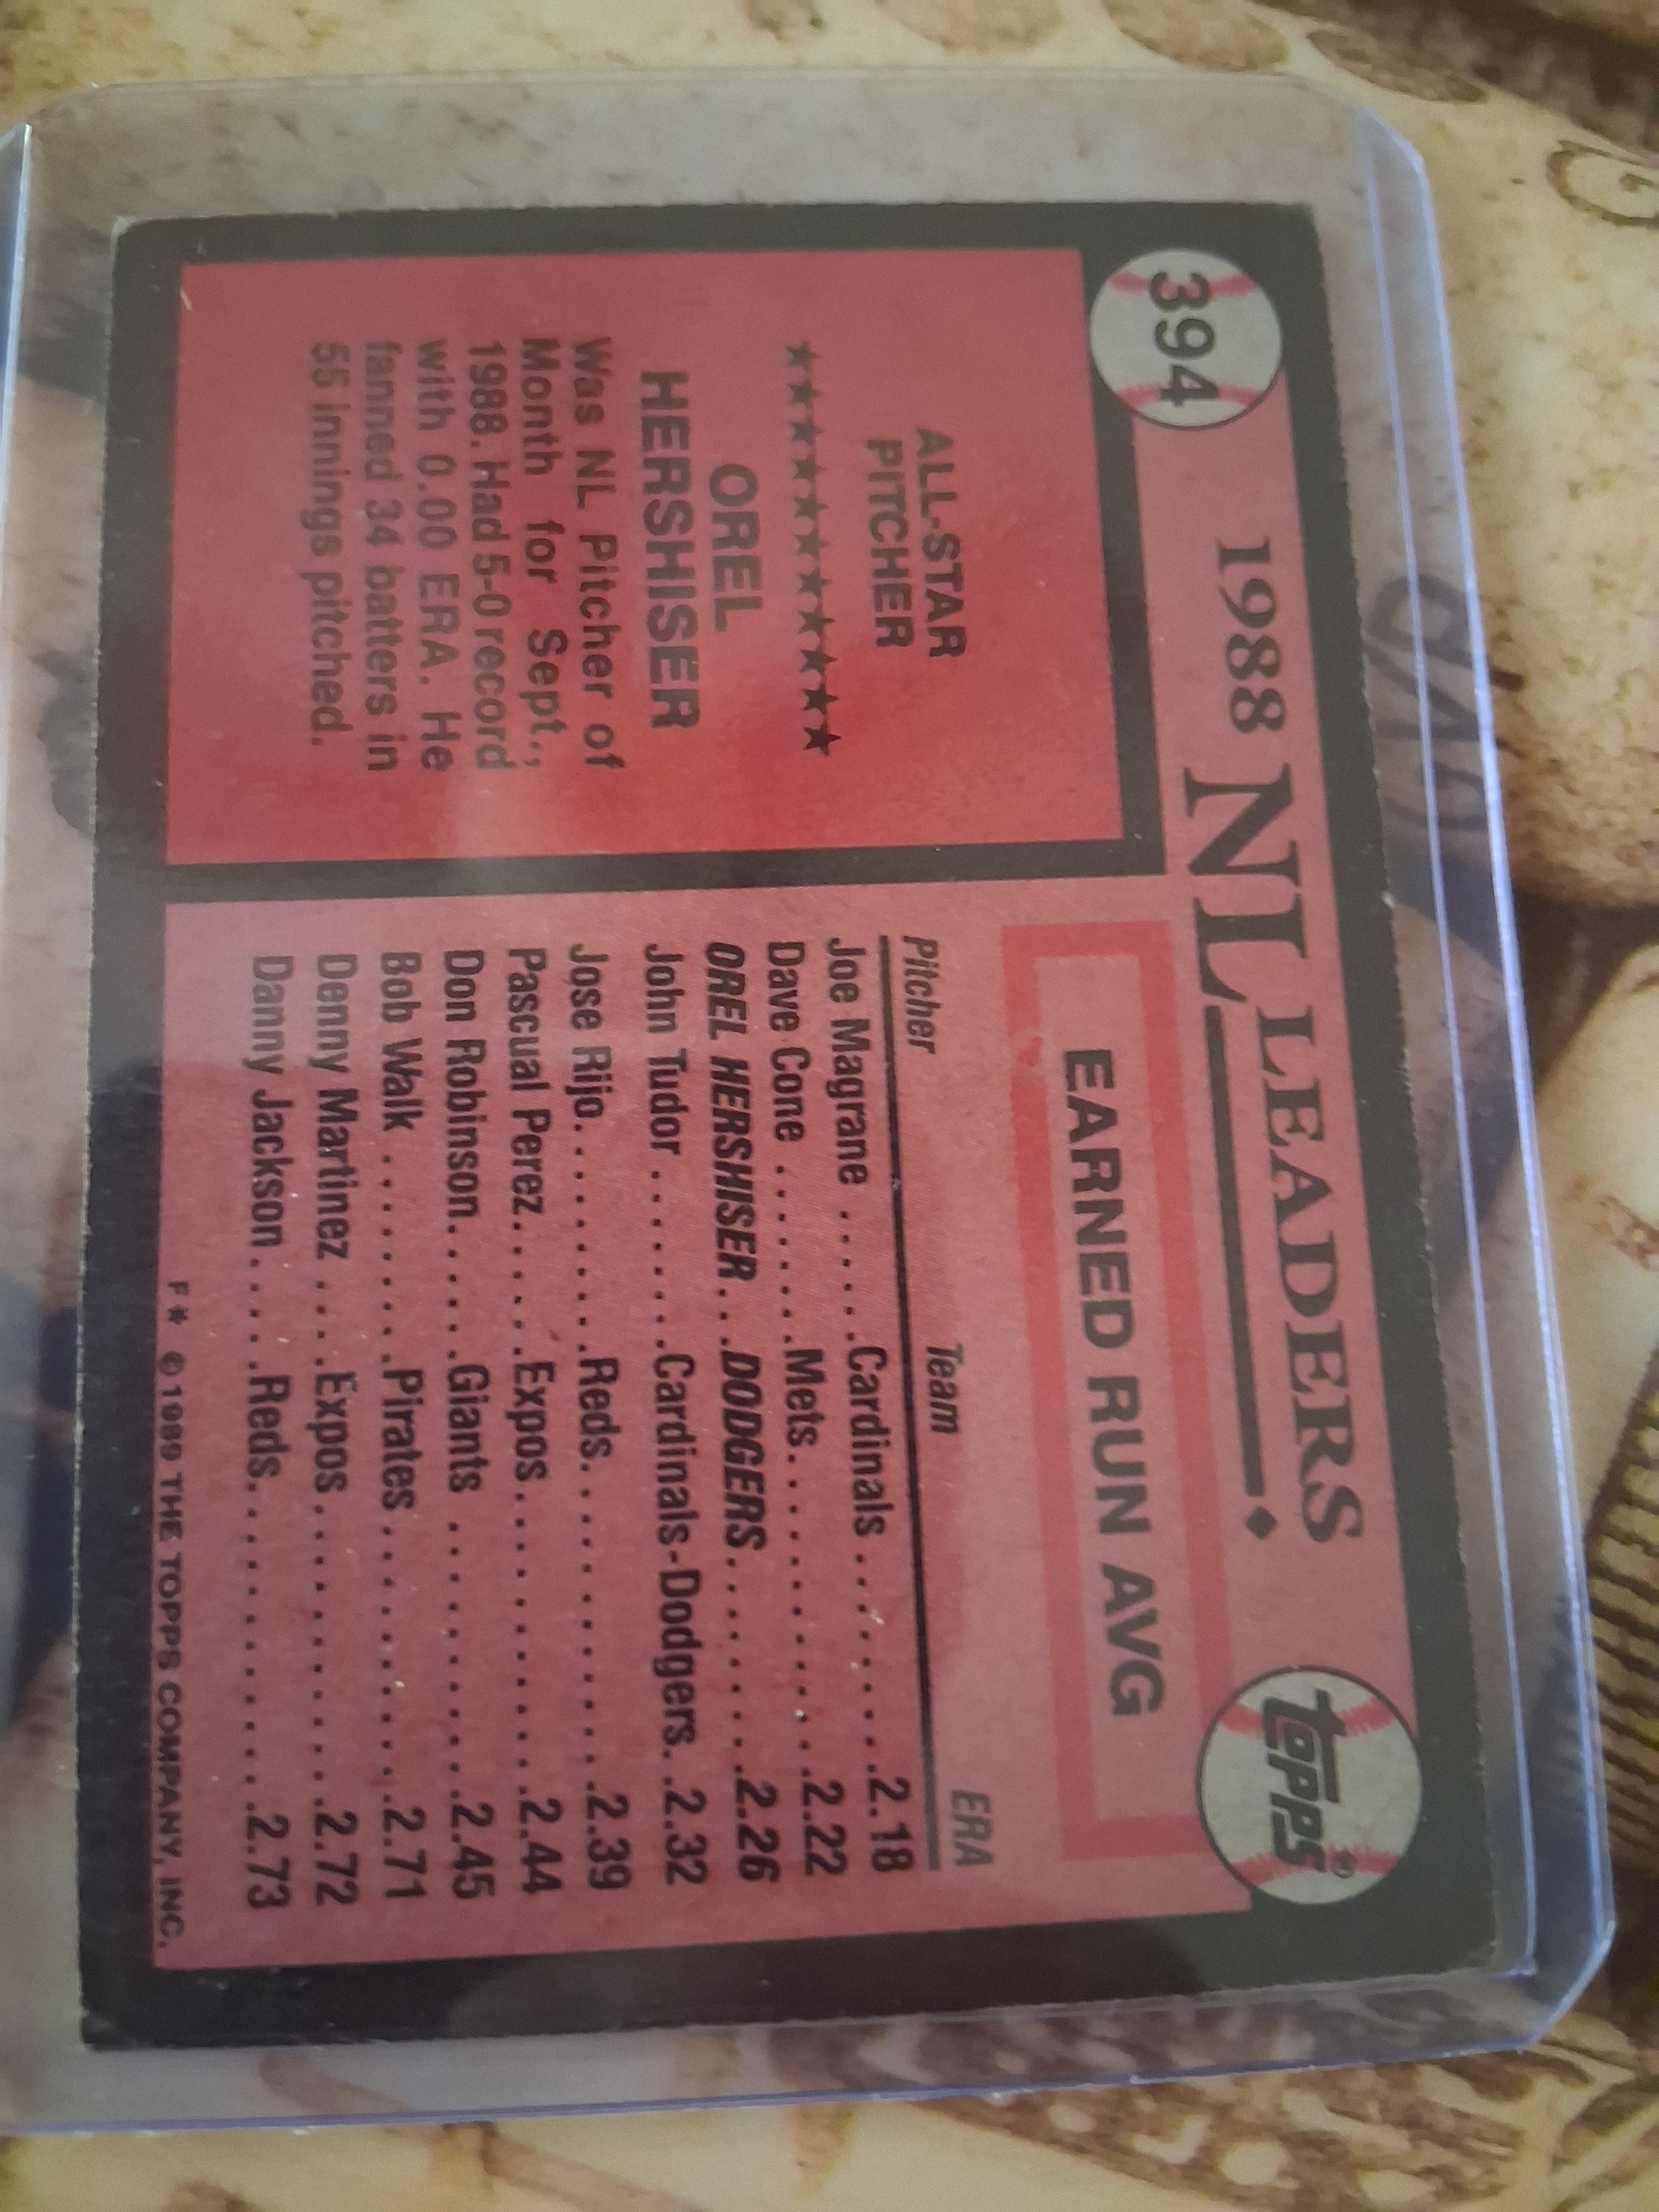 394
1988 NL LEADERS
topps®
ALL-STAR
PITCHER
★★★★★★★★★★★
OREL
HERSHISER
Was NL Pitcher of
Month for Sept.,
1988. Had 5-0 record
with 0.00 ERA. He
fanned 34 batters in
55 innings pitched.
EARNED RUN AVG
Pitcher Team ERA
Joe Magrane ......Cardinals..........2.18
Dave Cone ........Mets..............2.22
OREL HERSHISER...DODGERS.........2.26
John Tudor ........Cardinals-Dodgers..2.32
Jose Rijo..........Reds..............2.39
Pascual Perez......Expos.............2.44
Don Robinson......Giants ............2.45
Bob Walk .........Pirates............2.71
Denny Martinez ....Expos.............2.72
Danny Jackson.....Reds..............2.73
F* ©1989 THE TOPPS COMPANY, INC.